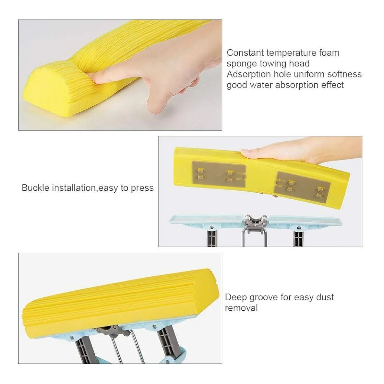 Constant temperature foam
sponge towing head
Adsorption hole uniform softness
good water absorption effect
Buckle installation,easy to press
Deep groove for easy dust
removal